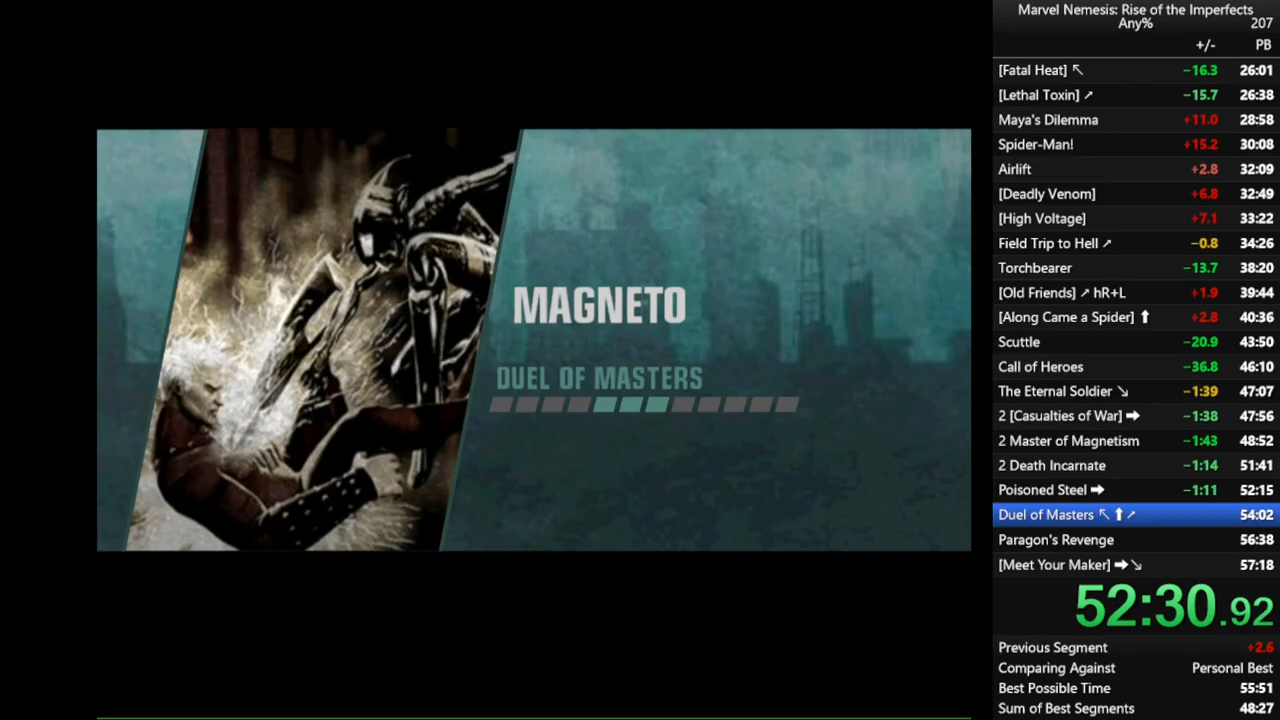 MAGNETO
DUEL OF MASTERS
Marvel Nemesis: Rise of the Imperfects
Any% 207
+/- PB
[Fatal Heat] ↖ −16.3 26:01
[Lethal Toxin] ↗ −15.7 26:38
Maya's Dilemma +11.0 28:58
Spider-Man! +15.2 30:08
Airlift +2.8 32:09
[Deadly Venom] +6.8 32:49
[High Voltage] +7.1 33:22
Field Trip to Hell ↗ −0.8 34:26
Torchbearer −13.7 38:20
[Old Friends] ↗ hR+L +1.9 39:44
[Along Came a Spider] ⬆ +2.8 40:36
Scuttle −20.9 43:50
Call of Heroes −36.8 46:10
The Eternal Soldier ↘ −1:39 47:07
2 [Casualties of War] ➡ −1:38 47:56
2 Master of Magnetism −1:43 48:52
2 Death Incarnate −1:14 51:41
Poisoned Steel ➡ −1:11 52:15
Duel of Masters ↖⬆↗ 54:02
Paragon's Revenge 56:38
[Meet Your Maker] ➡↘ 57:18
52:30.92
Previous Segment +2.6
Comparing Against Personal Best
Best Possible Time 55:51
Sum of Best Segments 48:27